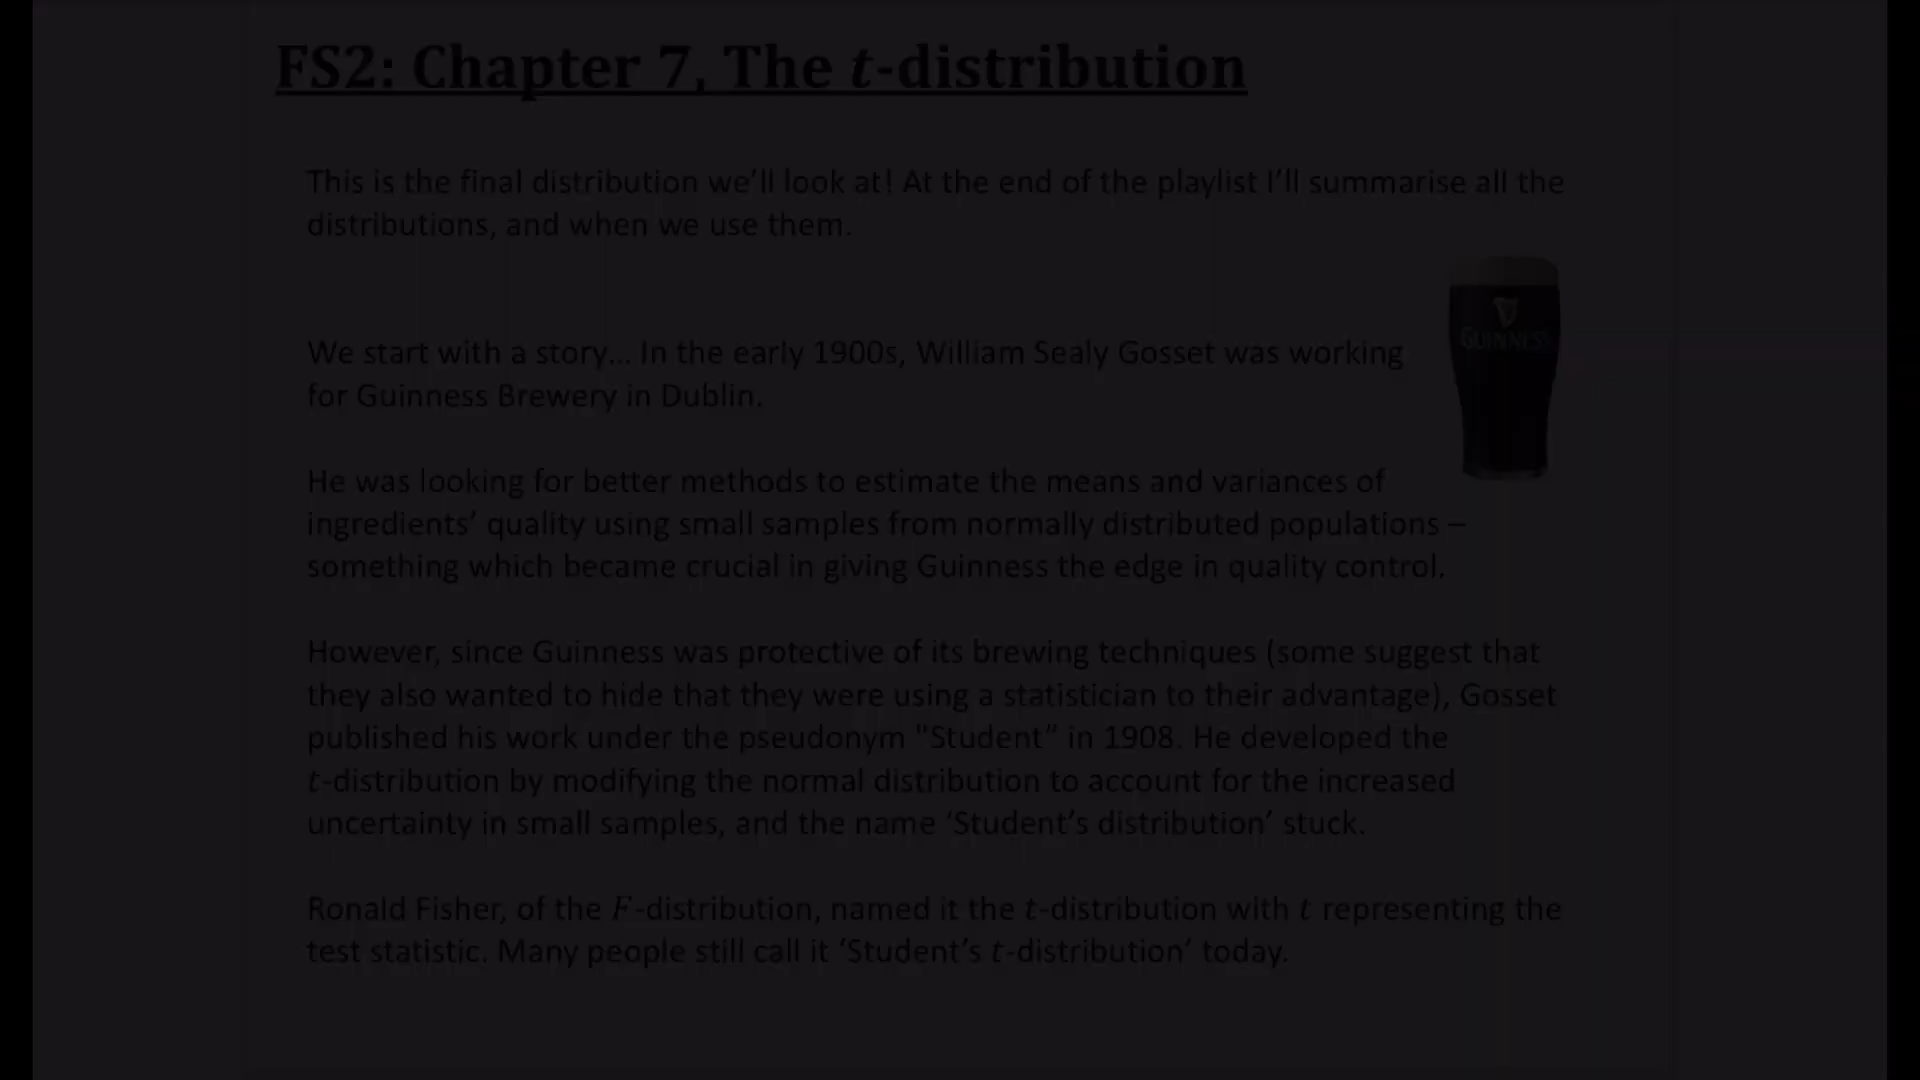 FS2: Chapter 7, The t-distribution
This is the final distribution we’ll look at! At the end of the playlist I’ll summarise all the
distributions, and when we use them.
We start with a story... In the early 1900s, William Sealy Gosset was working
for Guinness Brewery in Dublin.
GUINNESS
He was looking for better methods to estimate the means and variances of
ingredients’ quality using small samples from normally distributed populations –
something which became crucial in giving Guinness the edge in quality control.
However, since Guinness was protective of its brewing techniques (some suggest that
they also wanted to hide that they were using a statistician to their advantage), Gosset
published his work under the pseudonym "Student” in 1908. He developed the
t-distribution by modifying the normal distribution to account for the increased
uncertainty in small samples, and the name ‘Student’s distribution’ stuck.
Ronald Fisher, of the F-distribution, named it the t-distribution with t representing the
test statistic. Many people still call it ‘Student’s t-distribution’ today.